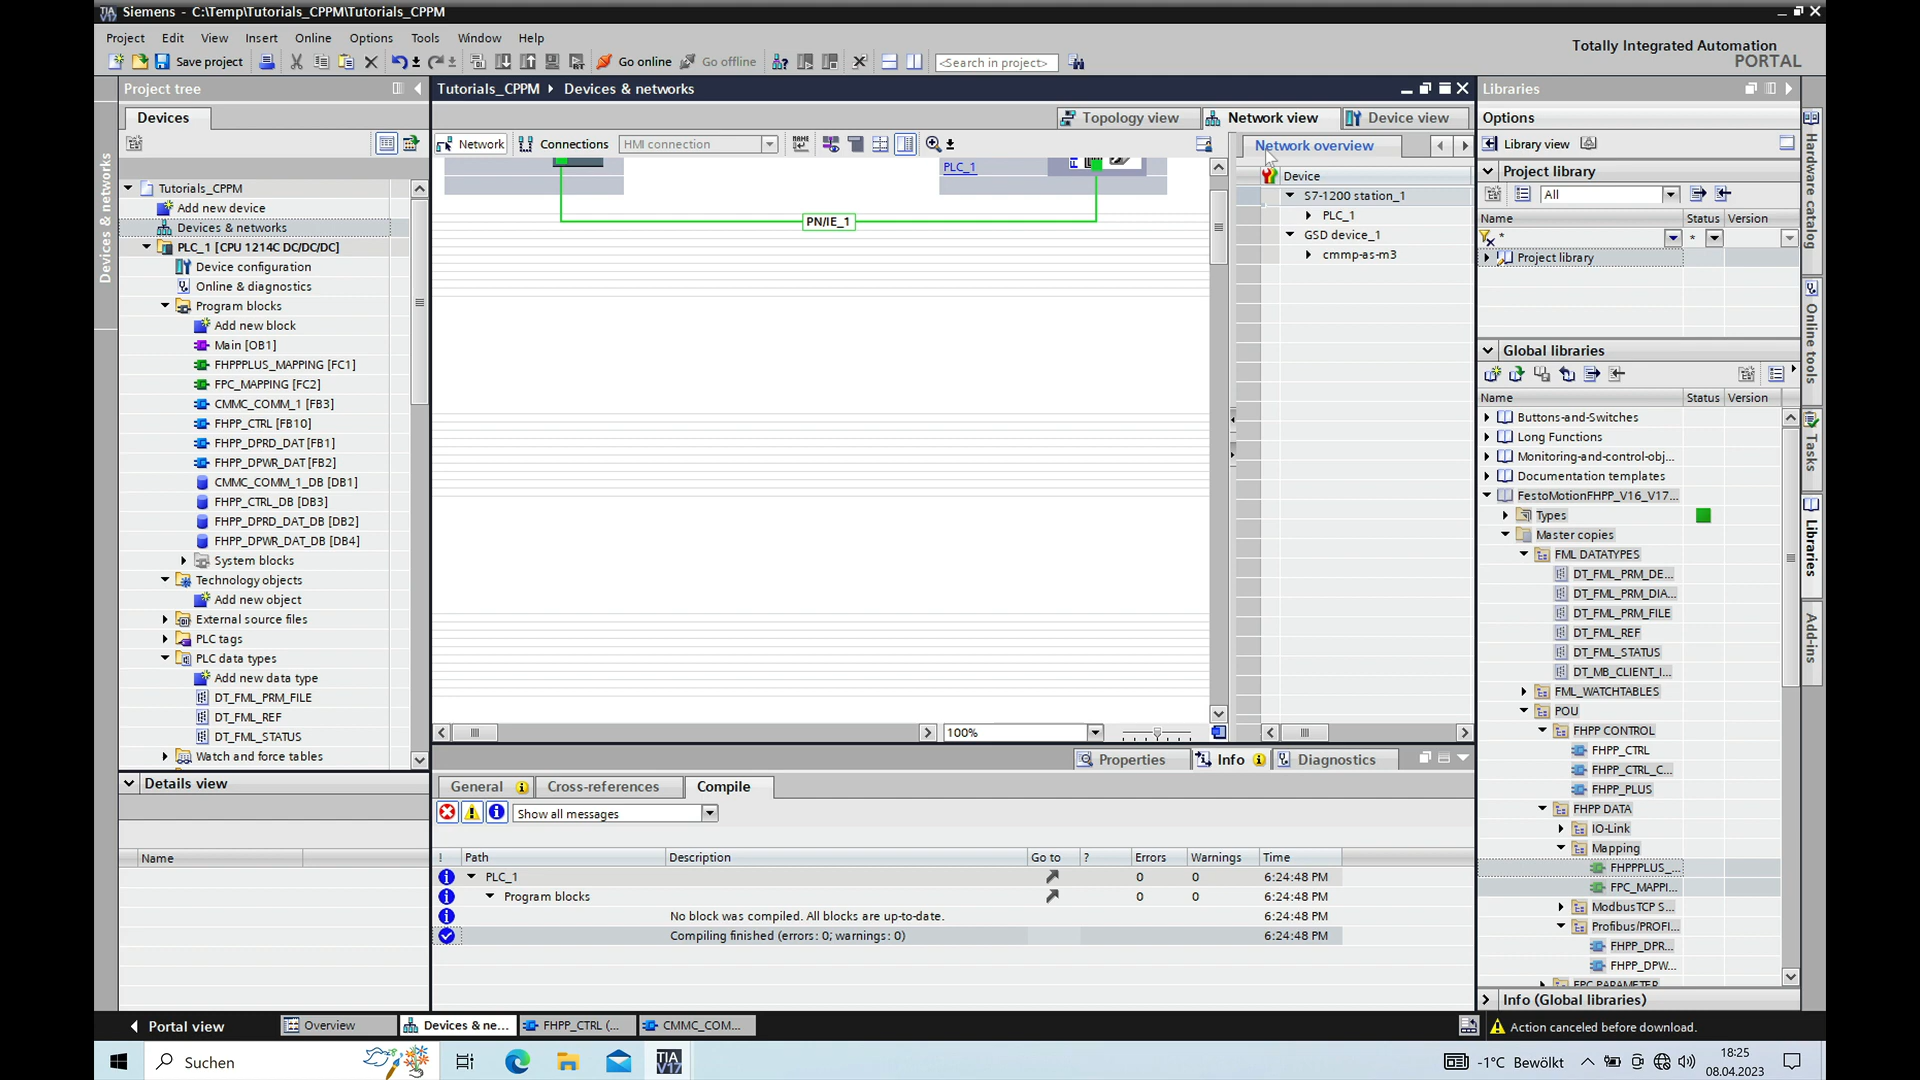 Siemens - C:\Temp\Tutorials_CPPM\Tutorials_CPPM
Project Edit View Insert Online Options Tools Window Help
Totally Integrated Automation
PORTAL
Save project
Go online
Go offline
<Search in project>
Project tree
Devices
Devices & networks
Tutorials_CPPM
Add new device
Devices & networks
PLC_1 [CPU 1214C DC/DC/DC]
Device configuration
Online & diagnostics
Program blocks
Add new block
Main [OB1]
FHPPPLUS_MAPPING [FC1]
FPC_MAPPING [FC2]
CMMC_COMM_1 [FB3]
FHPP_CTRL [FB10]
FHPP_DPRD_DAT [FB1]
FHPP_DPWR_DAT [FB2]
CMMC_COMM_1_DB [DB1]
FHPP_CTRL_DB [DB3]
FHPP_DPRD_DAT_DB [DB2]
FHPP_DPWR_DAT_DB [DB4]
System blocks
Technology objects
Add new object
External source files
PLC tags
PLC data types
Add new data type
DT_FML_PRM_FILE
DT_FML_REF
DT_FML_STATUS
Watch and force tables
Details view
Name
Tutorials_CPPM Devices & networks
Topology view
Network view
Device view
Network
Connections
HMI connection
PLC_1
PN/IE_1
100%
Network overview
Device
S7-1200 station_1
PLC_1
GSD device_1
cmmp-as-m3
Properties
Info
Diagnostics
General
Cross-references
Compile
Show all messages
! Path Description Go to ? Errors Warnings Time
PLC_1 0 0 6:24:48 PM
Program blocks 0 0 6:24:48 PM
No block was compiled. All blocks are up-to-date. 6:24:48 PM
Compiling finished (errors: 0; warnings: 0) 6:24:48 PM
Libraries
Options
Library view
Project library
All
Name Status Version
* *
Project library
Global libraries
Name Status Version
Buttons-and-Switches
Long Functions
Monitoring-and-control-obj...
Documentation templates
FestoMotionFHPP_V16_V17...
Types
Master copies
FML DATATYPES
DT_FML_PRM_DE...
DT_FML_PRM_DIA...
DT_FML_PRM_FILE
DT_FML_REF
DT_FML_STATUS
DT_MB_CLIENT_I...
FML_WATCHTABLES
POU
FHPP CONTROL
FHPP_CTRL
FHPP_CTRL_C...
FHPP_PLUS
FHPP DATA
IO-Link
Mapping
FHPPPLUS_...
FPC_MAPPI...
ModbusTCP S...
Profibus/PROFI...
FHPP_DPR...
FHPP_DPW...
FPC PARAMETER
Info (Global libraries)
Hardware catalog
Online tools
Tasks
Libraries
Add-ins
Portal view
Overview
Devices & ne...
FHPP_CTRL (...
CMMC_COM...
Action canceled before download.
Suchen
TIA
V17
-1°C Bewölkt
18:25
08.04.2023